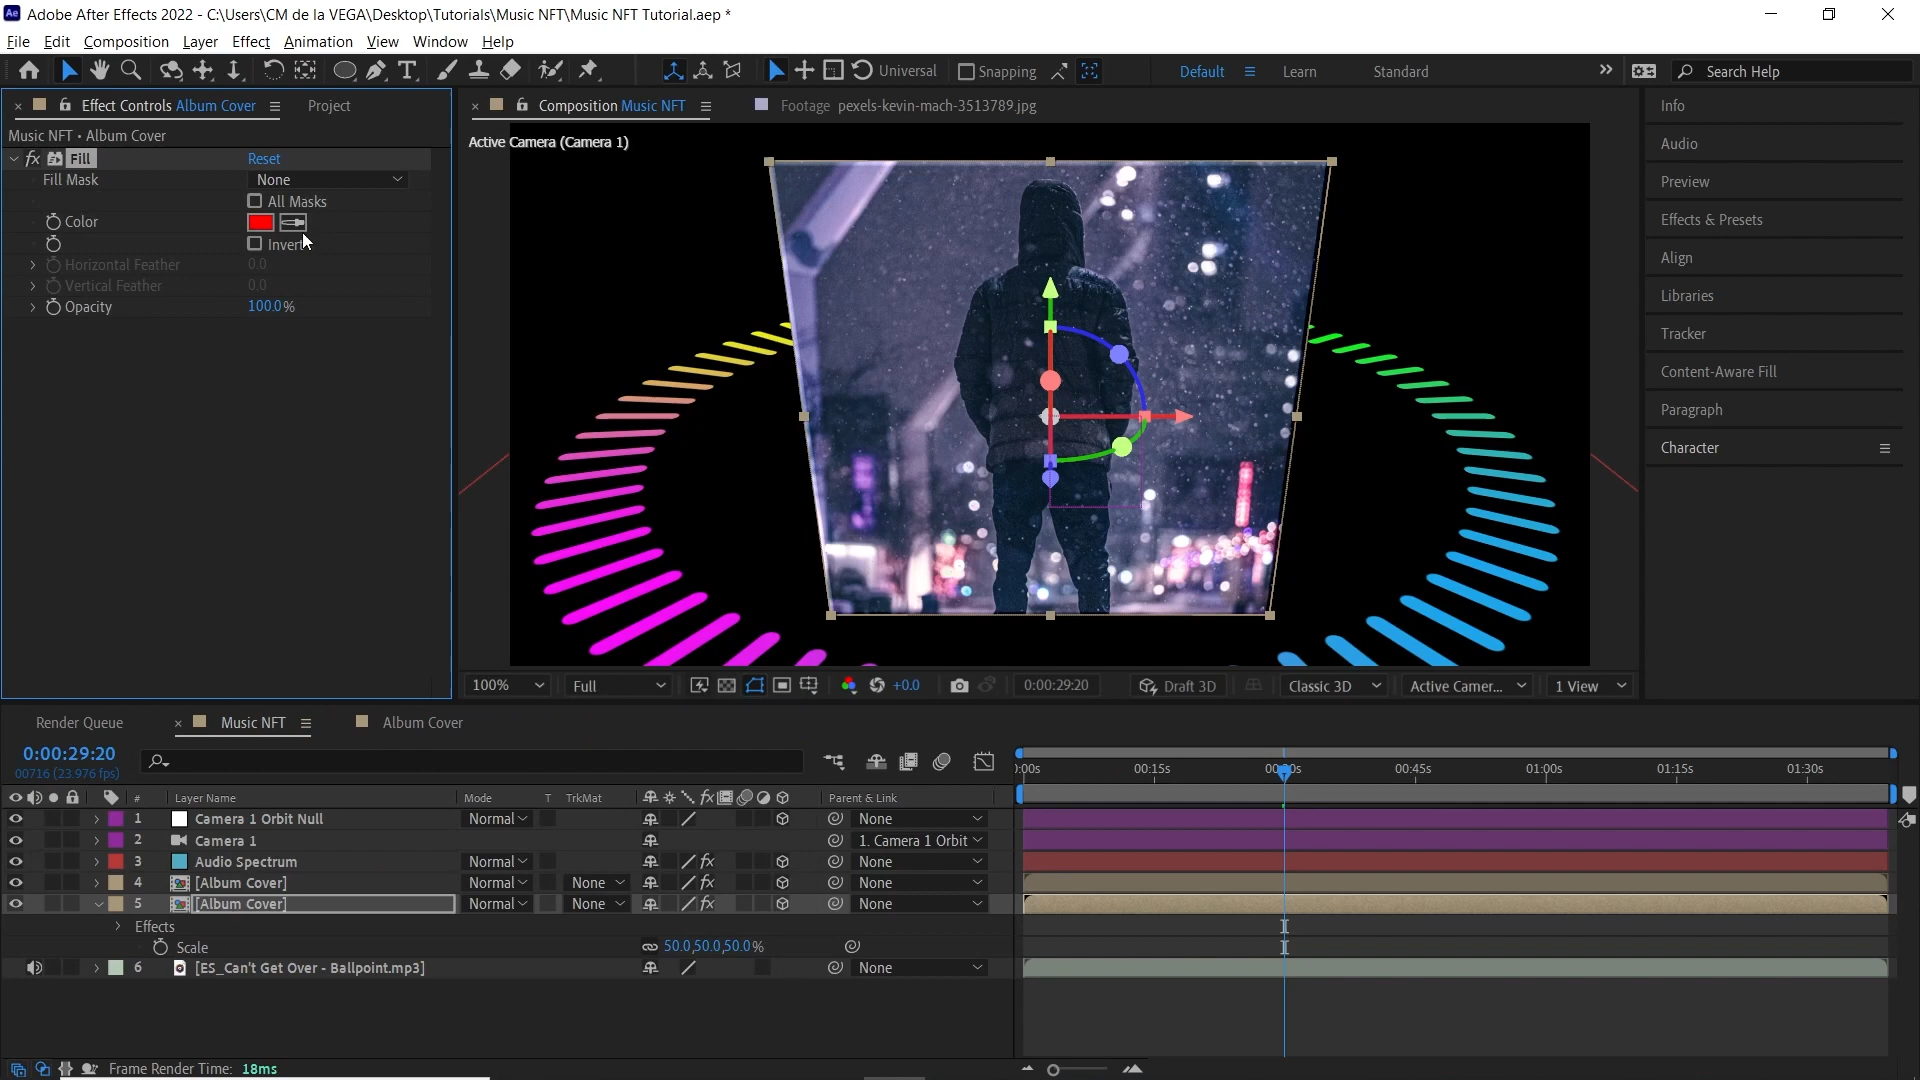 Ae Adobe After Effects 2022 - C:\Users\CM de la VEGA\Desktop\Tutorials\Music NFT\Music NFT Tutorial.aep *
File Edit Composition Layer Effect Animation View Window Help
Universal Snapping Default Learn Standard Search Help
Effect Controls Album Cover Project Composition Music NFT Footage pexels-kevin-mach-3513789.jpg Info
Music NFT • Album Cover
Active Camera (Camera 1) Audio
fx Fill Reset
Fill Mask None Preview
All Masks
Color Effects & Presets
Invert
Horizontal Feather 0.0 Align
Vertical Feather 0.0 Libraries
Opacity 100.0%
Tracker
Content-Aware Fill
Paragraph
Character
100% Full +0.0 0:00:29:20 Draft 3D Classic 3D Active Camer... 1 View
Render Queue Music NFT Album Cover
0:00:29:20
00716 (23.976 fps)
):00s 00:15s 00:30s 00:45s 01:00s 01:15s 01:30s
# Layer Name Mode T TrkMat fx Parent & Link
1 Camera 1 Orbit Null Normal None
2 Camera 1 1. Camera 1 Orbit
3 Audio Spectrum Normal fx None
4 [Album Cover] Normal None fx None
5 [Album Cover] Normal None fx None
Effects
Scale 50.0,50.0,50.0%
6 [ES_Can't Get Over - Ballpoint.mp3] None
Frame Render Time: 18ms